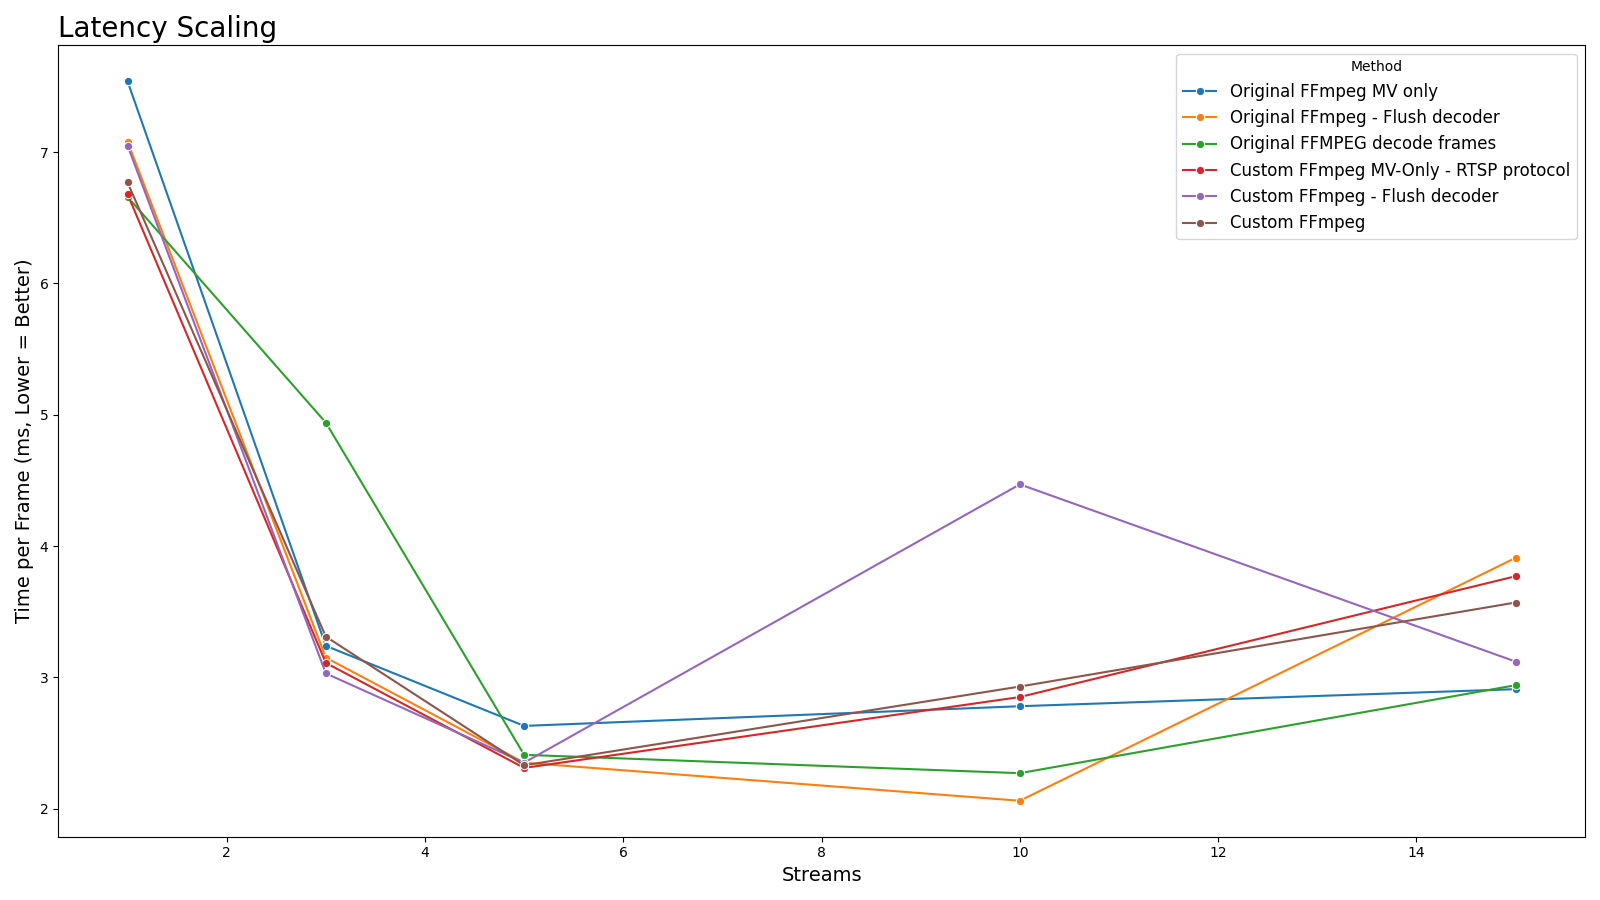 Latency Scaling
Method
Original FFmpeg MV only
Original FFmpeg - Flush decoder
Original FFMPEG decode frames
Custom FFmpeg MV-Only - RTSP protocol
Custom FFmpeg - Flush decoder
Custom FFmpeg
Time per Frame (ms, Lower = Better)
7
6
5
4
3
2
2
4
6
8
10
12
14
Streams